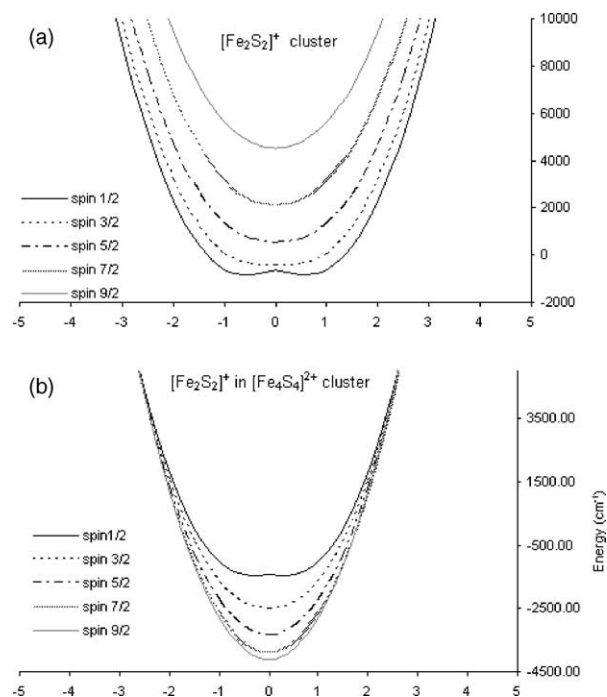 (a)
[Fe2S2]+ cluster
10000
8000
6000
4000
2000
0
-2000
spin 1/2
spin 3/2
spin 5/2
spin 7/2
spin 9/2
-5 -4 -3 -2 -1 0 1 2 3 4 5
(b)
[Fe2S2]+ in [Fe4S4]2+ cluster
3500.00
1500.00
-500.00
-2500.00
-4500.00
Energy (cm-1)
spin1/2
spin 3/2
spin 5/2
spin 7/2
spin 9/2
-5 -4 -3 -2 -1 0 1 2 3 4 5